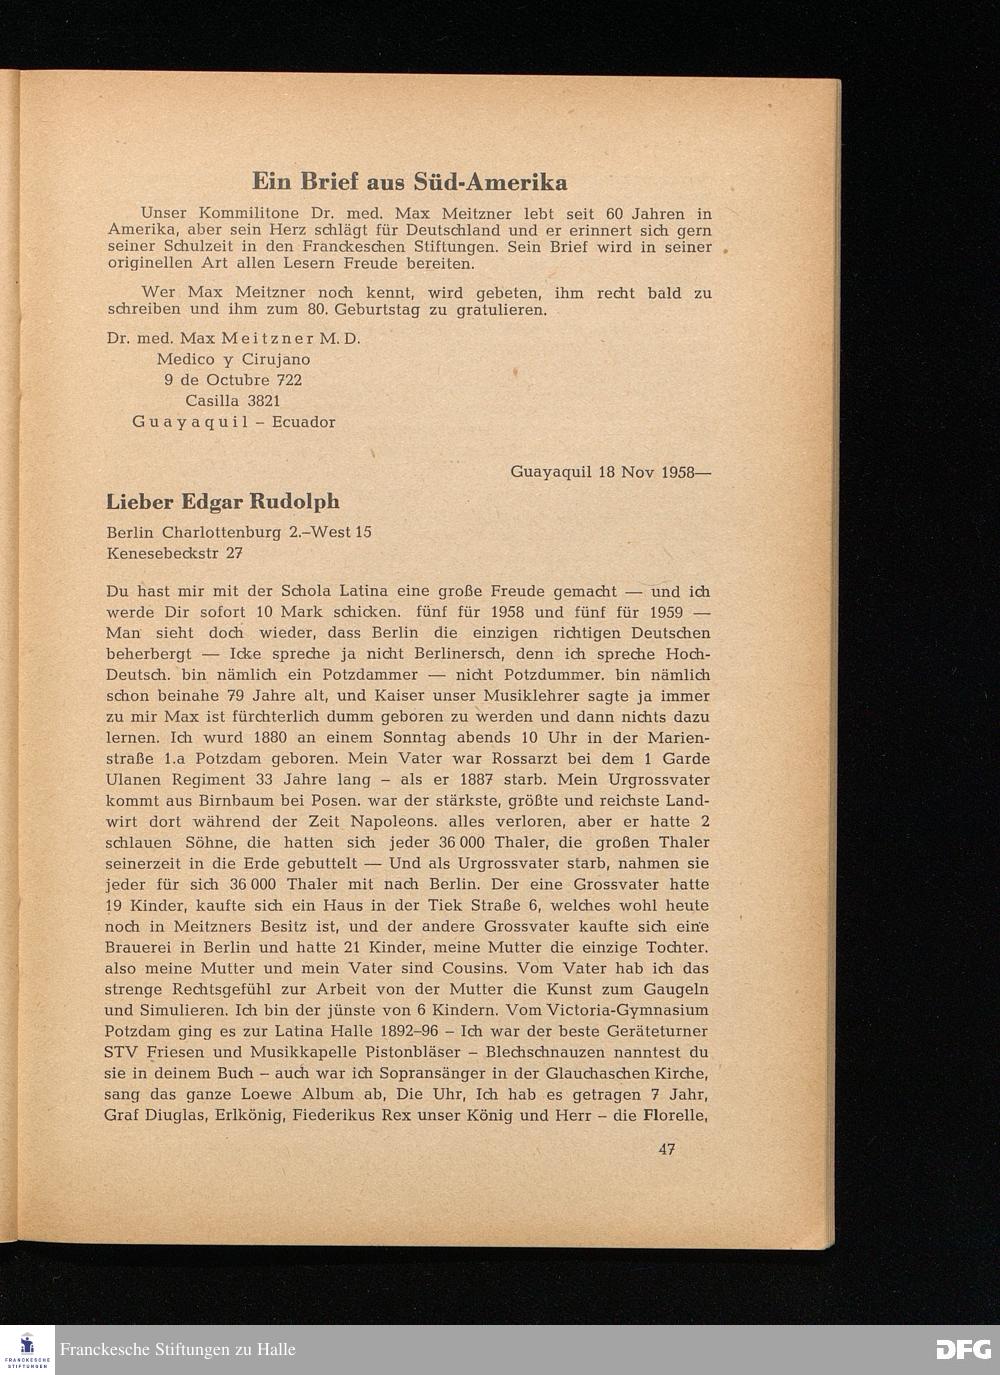 Ein Brief aus Süd-Amerika
Unser Kommilitone Dr. med. Max Meitzner lebt seit 60 Jahren in
Amerika, aber sein Herz schlägt für Deutschland und er erinnert sich gern
seiner Schulzeit in den Franckeschen Stiftungen. Sein Brief wird in seiner
originellen Art allen Lesern Freude bereiten.
Wer Max Meitzner noch kennt, wird gebeten, ihm recht bald zu
schreiben und ihm zum 80. Geburtstag zu gratulieren.
Dr. med. Max Meitzner M. D.
Medico y Cirujano
9 de Octubre 722
Casilla 3821
Guayaquil – Ecuador
Guayaquil 18 Nov 1958—
Lieber Edgar Rudolph
Berlin Charlottenburg 2.–West 15
Kenesebeckstr 27
Du hast mir mit der Schola Latina eine große Freude gemacht — und ich
werde Dir sofort 10 Mark schicken. fünf für 1958 und fünf für 1959 —
Man sieht doch wieder, dass Berlin die einzigen richtigen Deutschen
beherbergt — Icke spreche ja nicht Berlinersch, denn ich spreche Hoch-
Deutsch. bin nämlich ein Potzdammer — nicht Potzdummer. bin nämlich
schon beinahe 79 Jahre alt, und Kaiser unser Musiklehrer sagte ja immer
zu mir Max ist fürchterlich dumm geboren zu werden und dann nichts dazu
lernen. Ich wurd 1880 an einem Sonntag abends 10 Uhr in der Marien-
straße 1.a Potzdam geboren. Mein Vater war Rossarzt bei dem 1 Garde
Ulanen Regiment 33 Jahre lang – als er 1887 starb. Mein Urgrossvater
kommt aus Birnbaum bei Posen. war der stärkste, größte und reichste Land-
wirt dort während der Zeit Napoleons. alles verloren, aber er hatte 2
schlauen Söhne, die hatten sich jeder 36 000 Thaler, die großen Thaler
seinerzeit in die Erde gebuttelt — Und als Urgrossvater starb, nahmen sie
jeder für sich 36 000 Thaler mit nach Berlin. Der eine Grossvater hatte
19 Kinder, kaufte sich ein Haus in der Tiek Straße 6, welches wohl heute
noch in Meitzners Besitz ist, und der andere Grossvater kaufte sich eine
Brauerei in Berlin und hatte 21 Kinder, meine Mutter die einzige Tochter.
also meine Mutter und mein Vater sind Cousins. Vom Vater hab ich das
strenge Rechtsgefühl zur Arbeit von der Mutter die Kunst zum Gaugeln
und Simulieren. Ich bin der jünste von 6 Kindern. Vom Victoria-Gymnasium
Potzdam ging es zur Latina Halle 1892–96 – Ich war der beste Geräteturner
STV Friesen und Musikkapelle Pistonbläser – Blechschnauzen nanntest du
sie in deinem Buch – auch war ich Sopransänger in der Glauchaschen Kirche,
sang das ganze Loewe Album ab, Die Uhr, Ich hab es getragen 7 Jahr,
Graf Diuglas, Erlkönig, Fiederikus Rex unser König und Herr – die Florelle,
47
FRANCKESCHE
STIFTUNGEN
Franckesche Stiftungen zu Halle
DFG